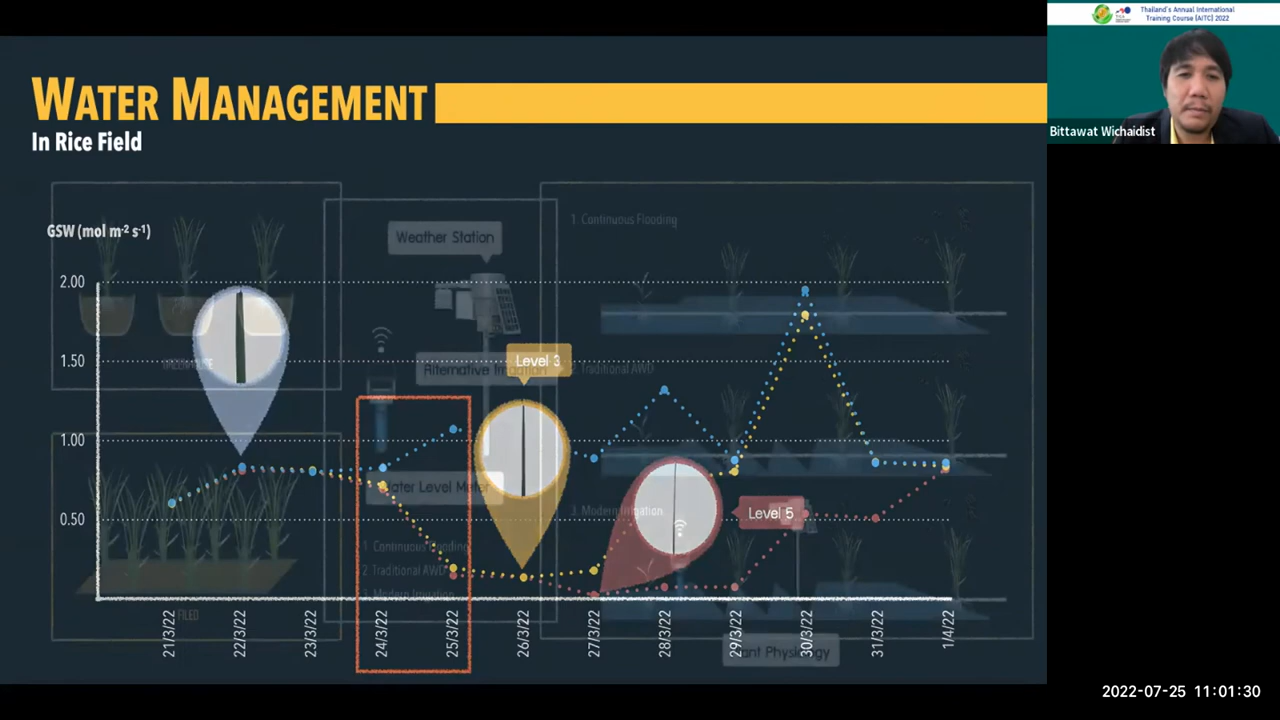 Thailand's Annual International
Training Course (AITC) 2022
Bittawat Wichaidist
WATER MANAGEMENT
In Rice Field
GSW (mol m-2 s-1)
2.00
1.50
1.00
0.50
Weather Station
Alternative Irrigation
Level 3
Water Level Meter
1 Continuous Flooding
2 Traditional AWD
3 Modern Irrigation
1. Continuous Flooding
2. Traditional AWD
3. Modern Irrigation
Level 5
FILED
Plant Physiology
21/3/22
22/3/22
23/3/22
24/3/22
25/3/22
26/3/22
27/3/22
28/3/22
29/3/22
30/3/22
31/3/22
1/4/22
2022-07-25 11:01:30